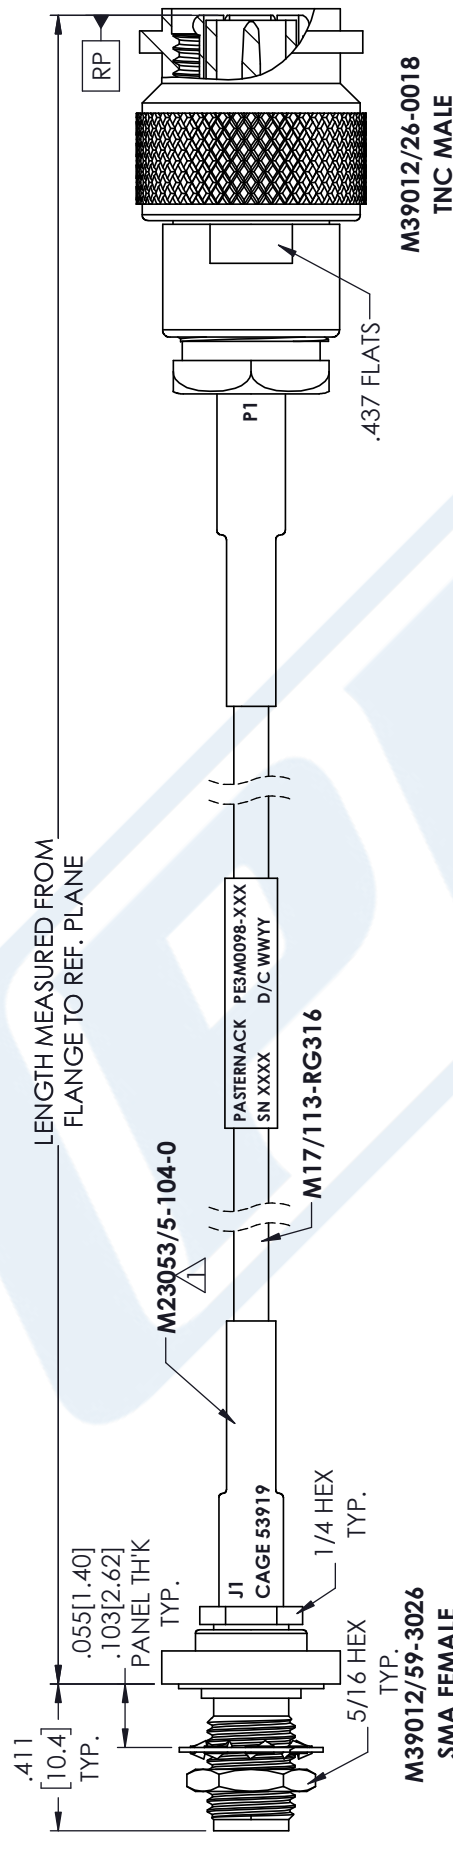 .411
[10.4]
TYP.
.055[1.40]
.103[2.62]
PANEL TH'K
TYP.
LENGTH MEASURED FROM
FLANGE TO REF. PLANE
RP
M23053/5-104-0
1
J1
CAGE 53919
PASTERNACK PE3M0098-XXX
SN XXXX D/C WWYY
P1
1/4 HEX
TYP.
5/16 HEX
TYP.
M17/113-RG316
.437 FLATS
M39012/59-3026
SMA FEMALE
M39012/26-0018
TNC MALE